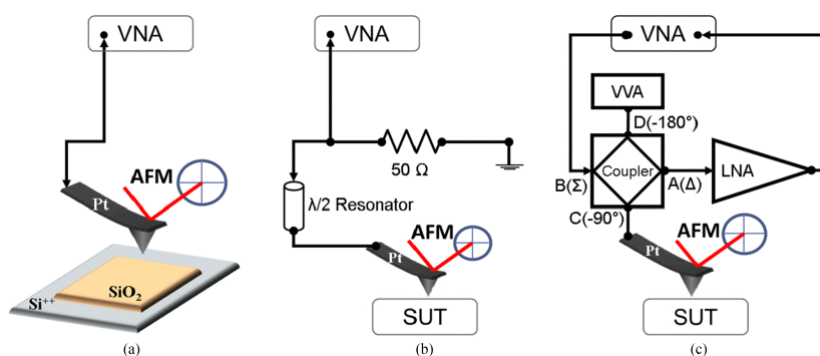 VNA
AFM
Pt
SiO₂
Si⁺⁺
(a)
VNA
50 Ω
λ/2 Resonator
AFM
Pt
SUT
(b)
VNA
VVA
D(-180°)
Coupler
B(Σ)
A(Δ)
LNA
C(-90°)
AFM
Pt
SUT
(c)